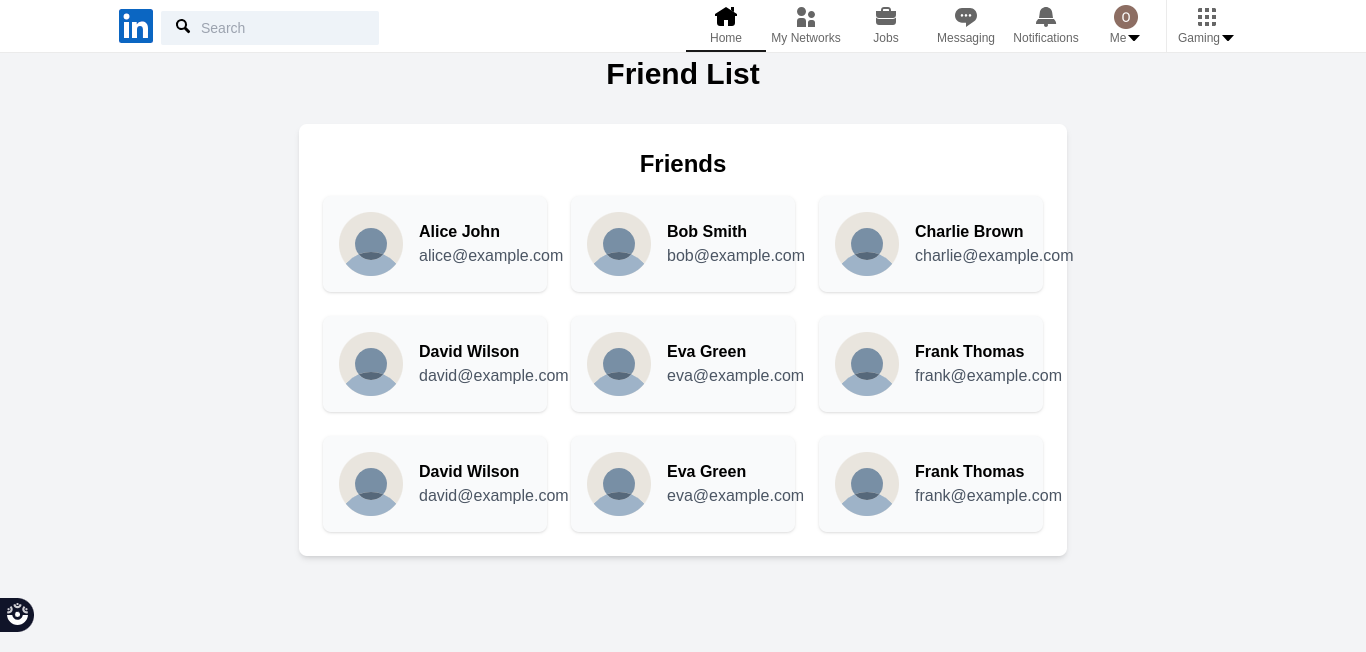 in Search Home My Networks Jobs Messaging Notifications O Me Gaming
Friend List
Friends
Alice John Bob Smith Charlie Brown
alice@example.com bob@example.com charlie@example.com
David Wilson Eva Green Frank Thomas
david@example.com eva@example.com frank@example.com
David Wilson Eva Green Frank Thomas
david@example.com eva@example.com frank@example.com